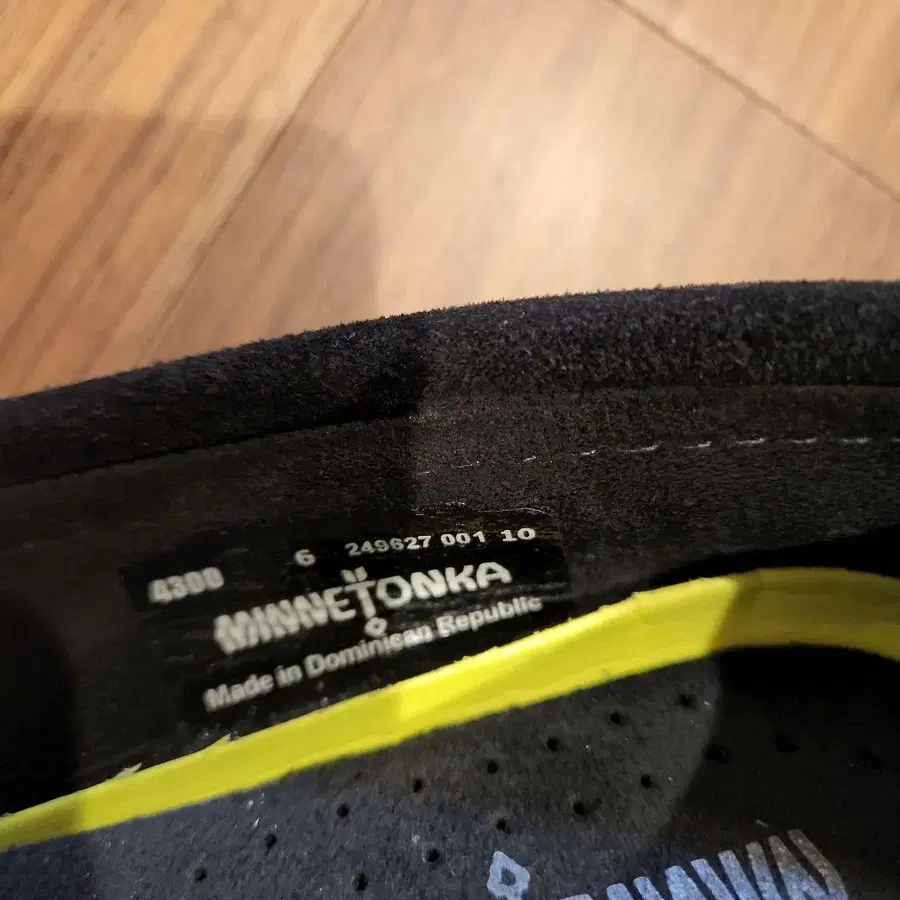 4300 6 249627 001 10
MINNETONKA
Made in Dominican Republic